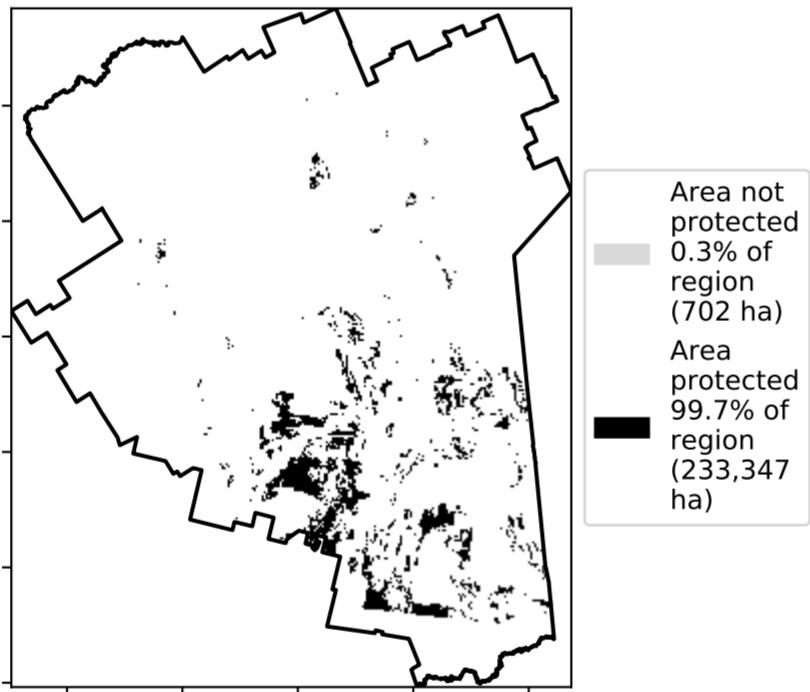 Area not
protected
0.3% of
region
(702 ha)
Area
protected
99.7% of
region
(233,347
ha)